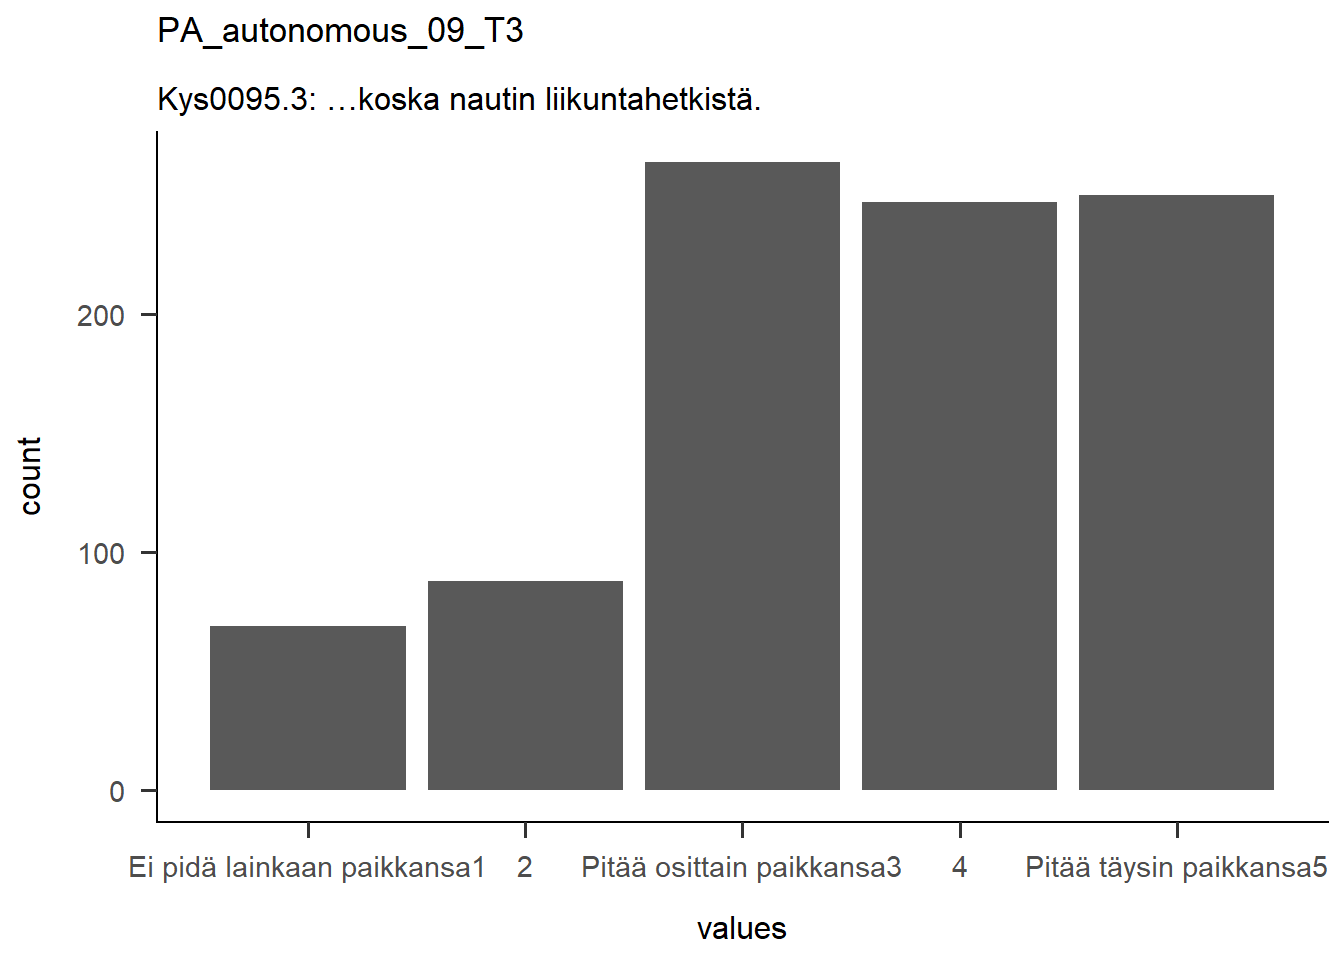 PA_autonomous_09_T3
Kys0095.3: …koska nautin liikuntahetkistä.
count
200
100
0
Ei pidä lainkaan paikkansa1 2 Pitää osittain paikkansa3 4 Pitää täysin paikkansa5
values